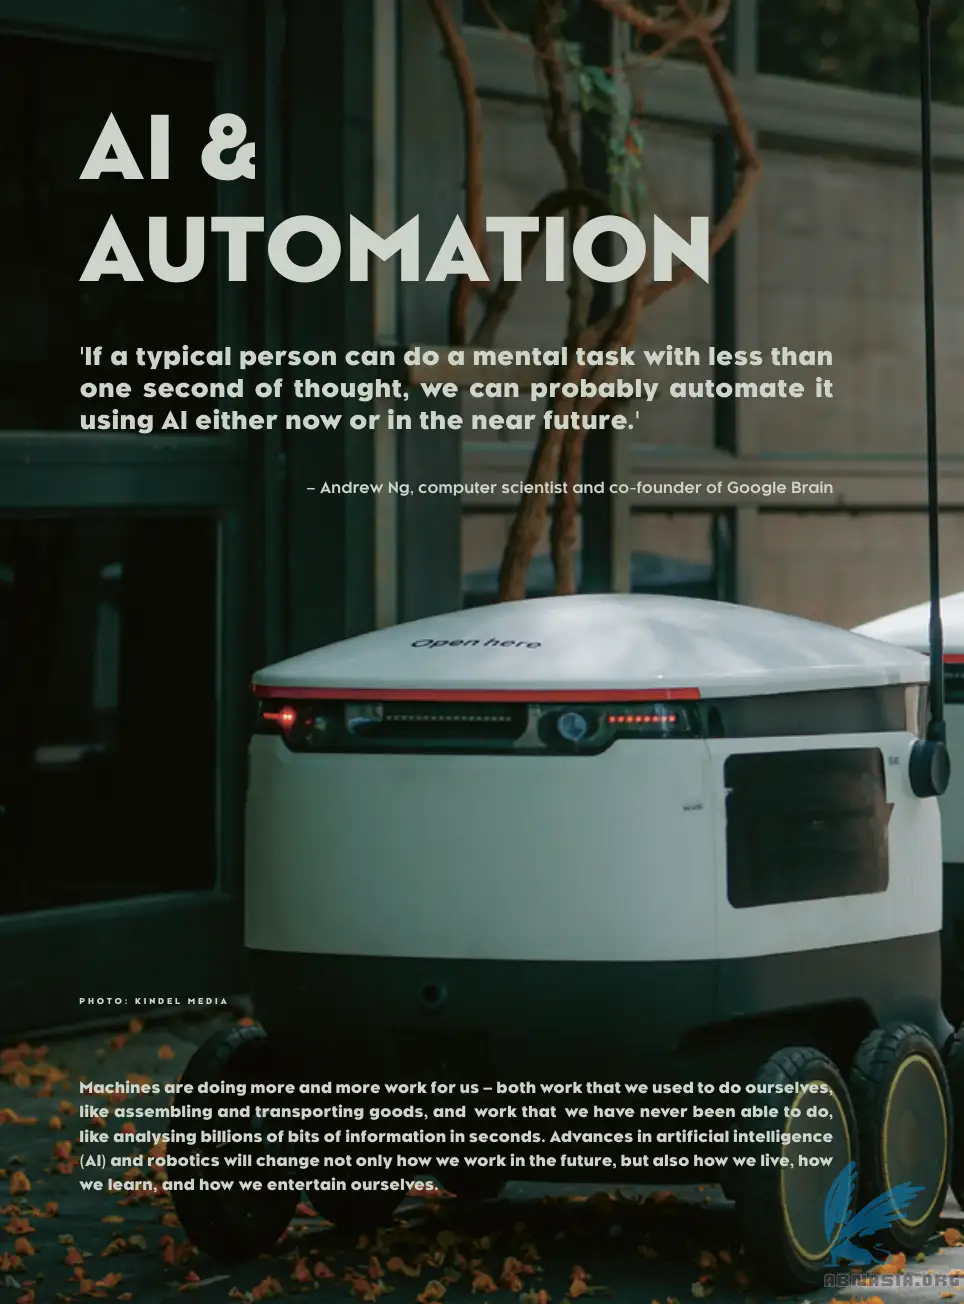 AI &
AUTOMATION
'If a typical person can do a mental task with less than
one second of thought, we can probably automate it
using AI either now or in the near future.'
– Andrew Ng, computer scientist and co-founder of Google Brain
Open here
PHOTO: KINDEL MEDIA
Machines are doing more and more work for us – both work that we used to do ourselves,
like assembling and transporting goods, and work that we have never been able to do,
like analysing billions of bits of information in seconds. Advances in artificial intelligence
(AI) and robotics will change not only how we work in the future, but also how we live, how
we learn, and how we entertain ourselves.
ABNASIA.ORG